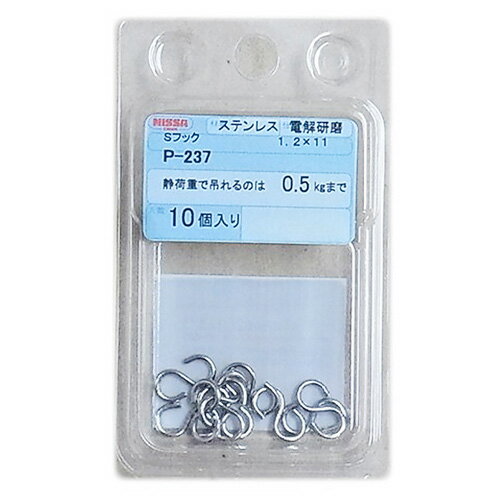 NISSA
ステンレス 電解研磨
Sフック 1.2×11
P-237
静荷重で吊れるのは 0.5kgまで
10個入り